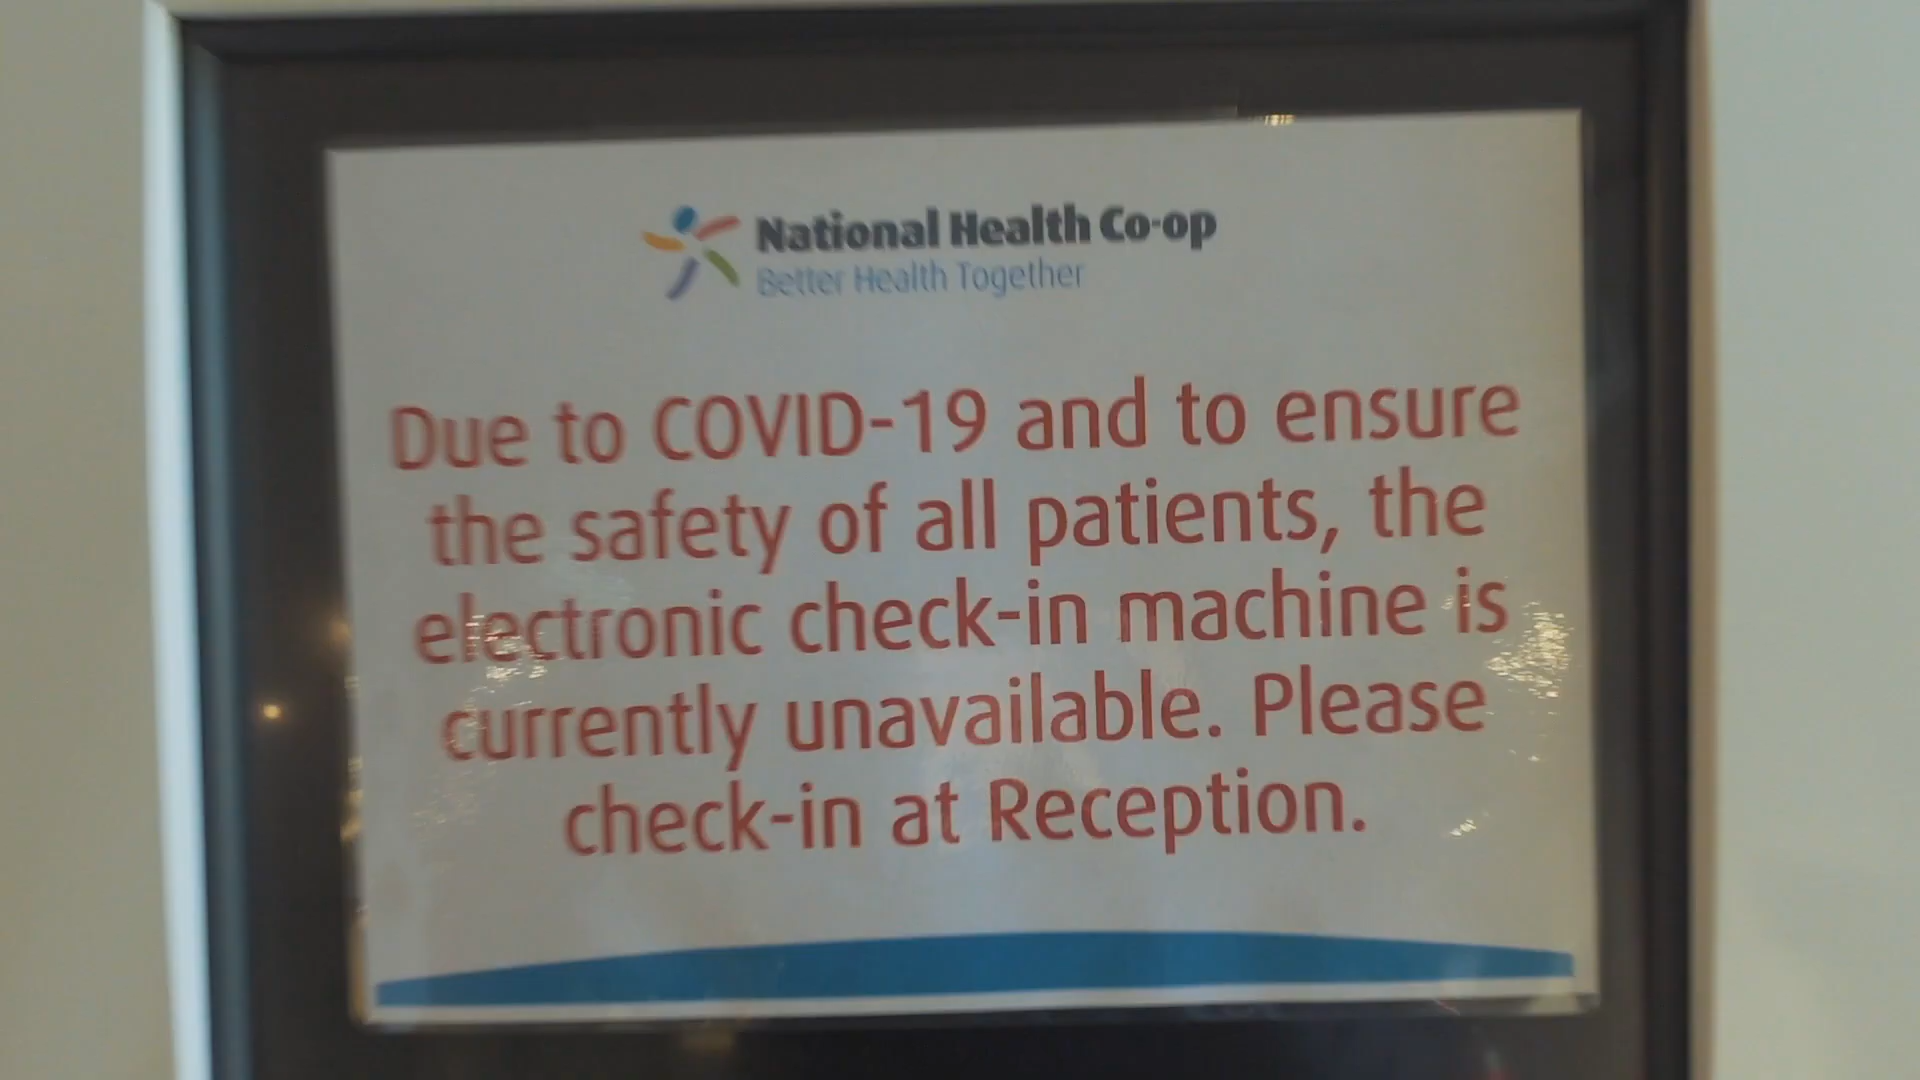 National Health Co-op
Better Health Together
Due to COVID-19 and to ensure
the safety of all patients, the
electronic check-in machine is
currently unavailable. Please
check-in at Reception.